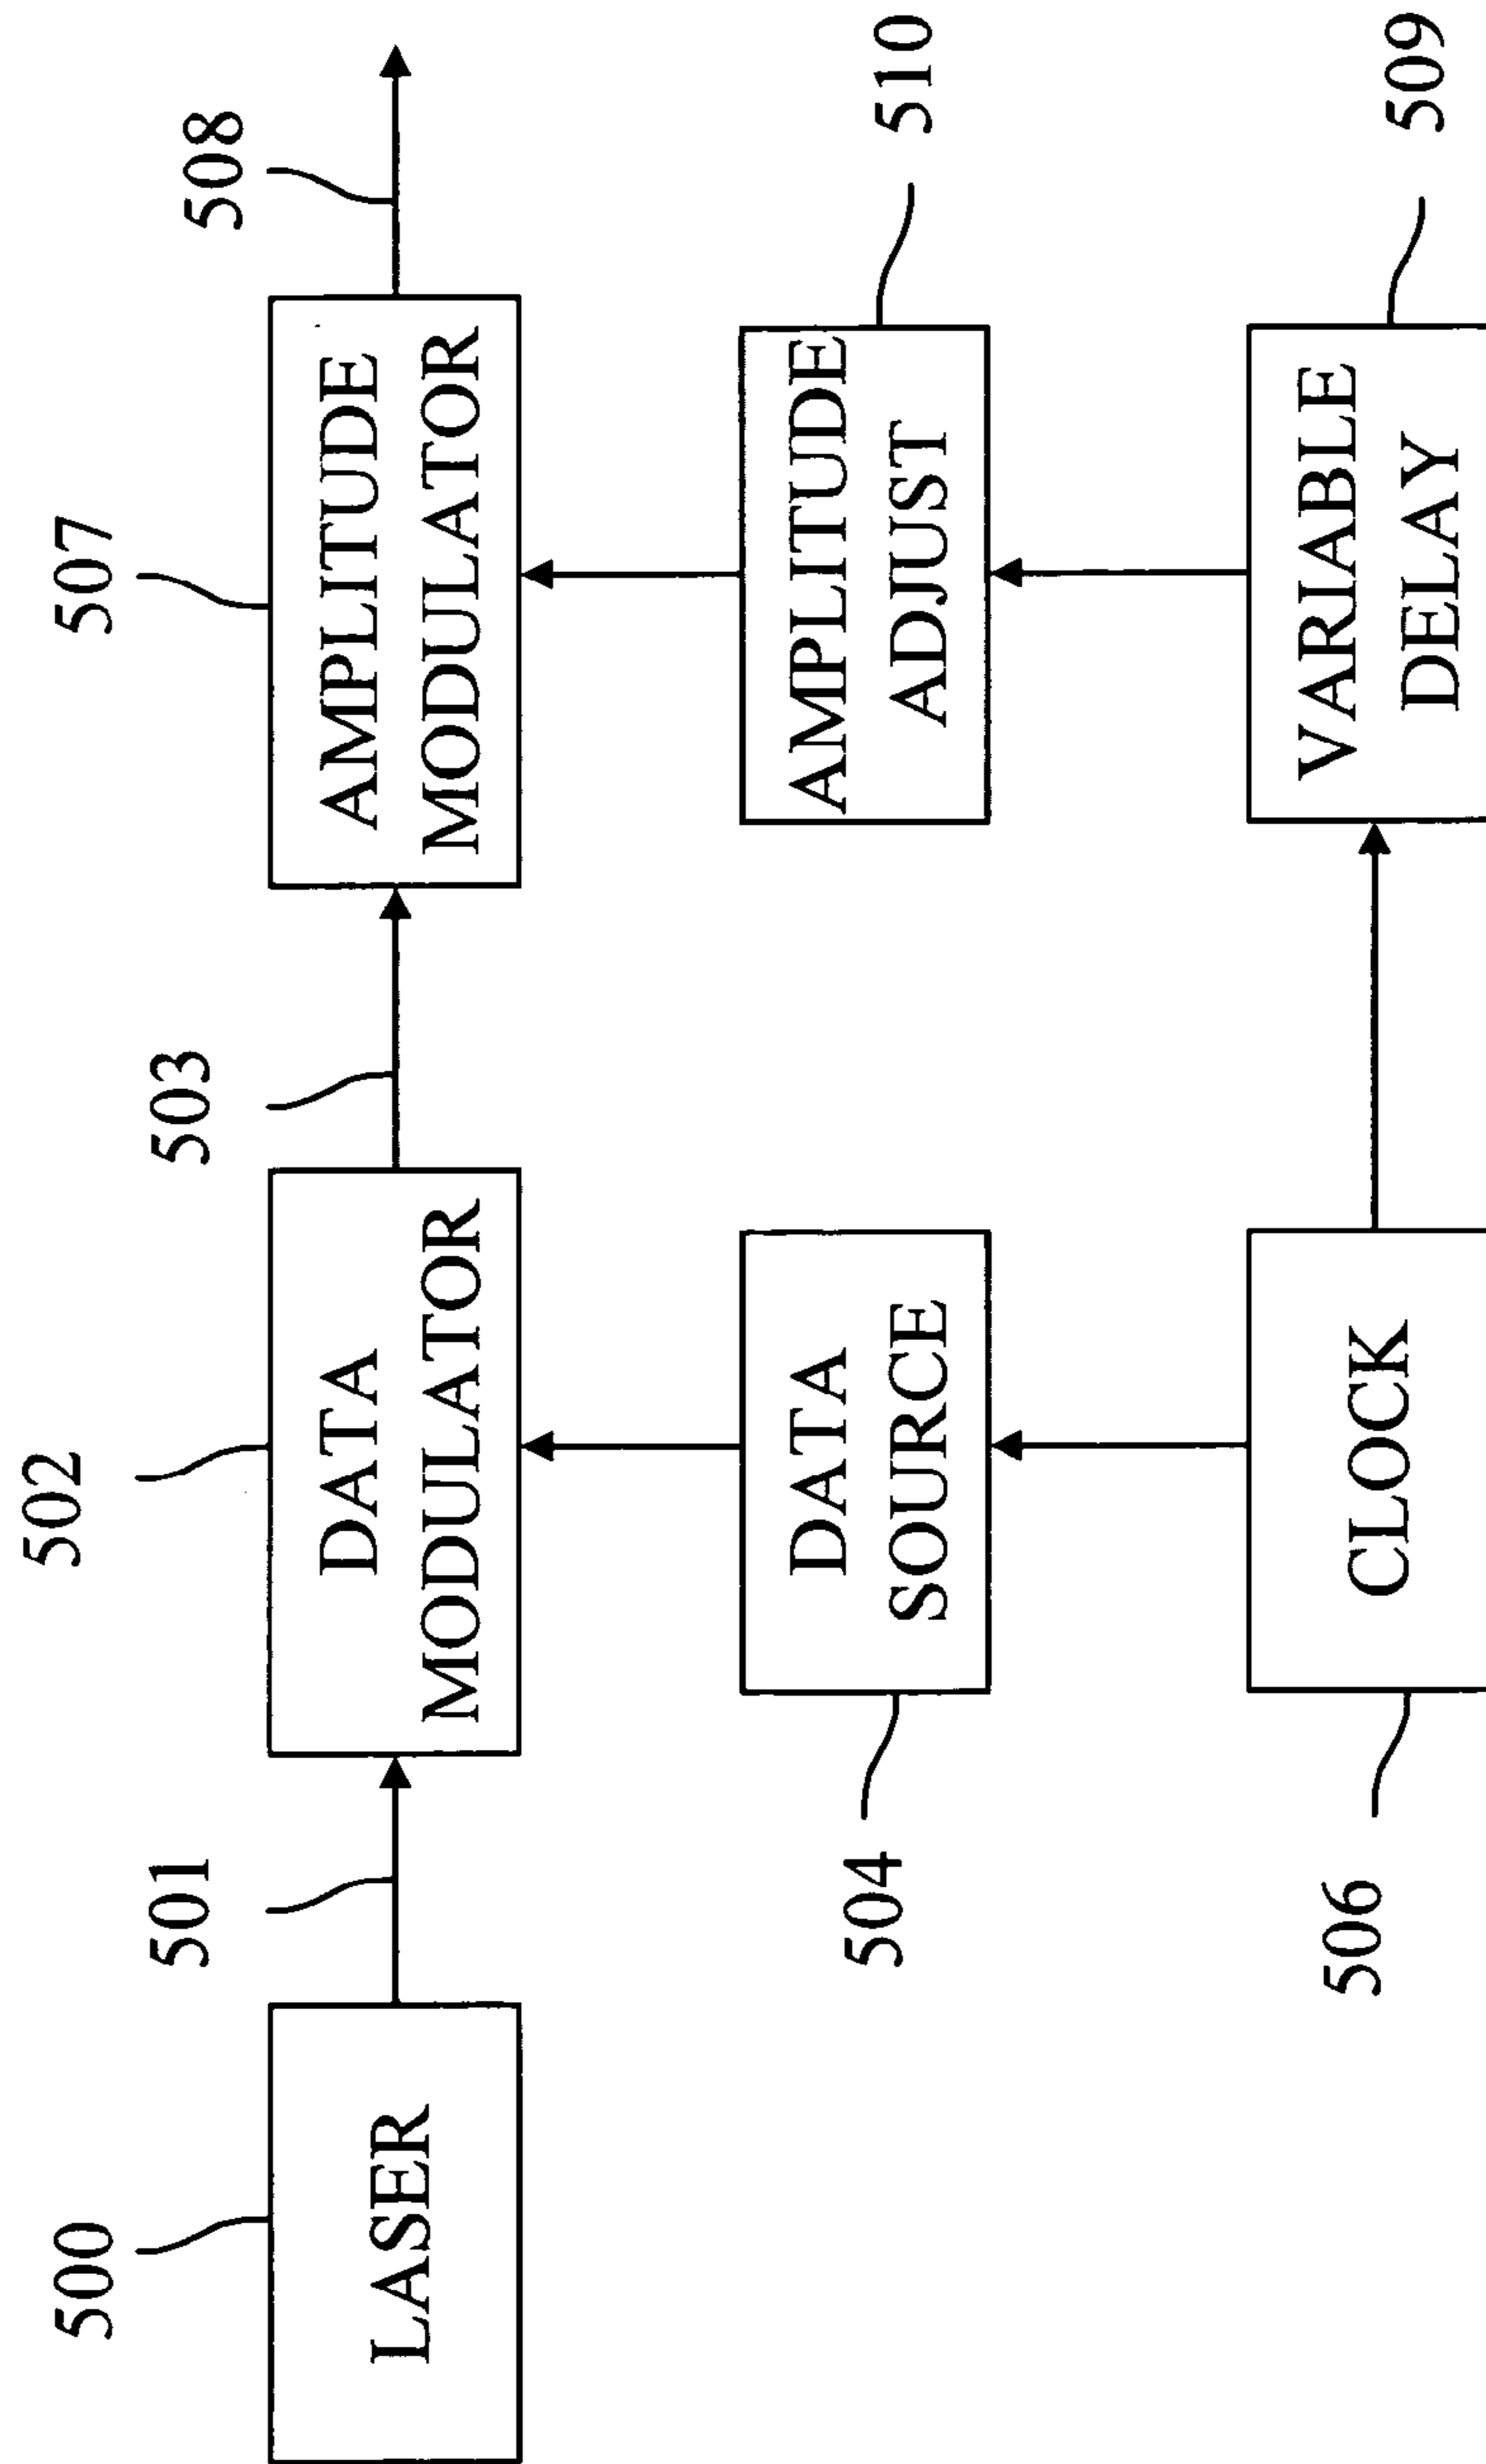 500
501
502
503
507
508
LASER
DATA
MODULATOR
AMPLITUDE
MODULATOR
504
DATA
SOURCE
AMPLITUDE
ADJUST
510
506
CLOCK
VARIABLE
DELAY
509